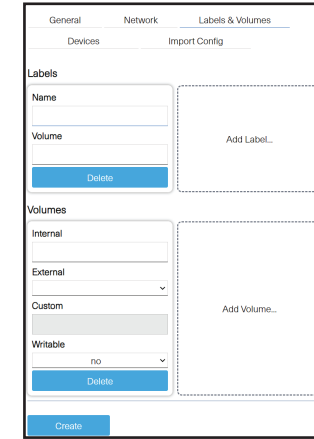 General Network Labels & Volumes
Devices Import Config
Labels
Name
Volume
Delete
Add Label...
Volumes
Internal
External
Custom
Writable
no
Delete
Add Volume...
Create